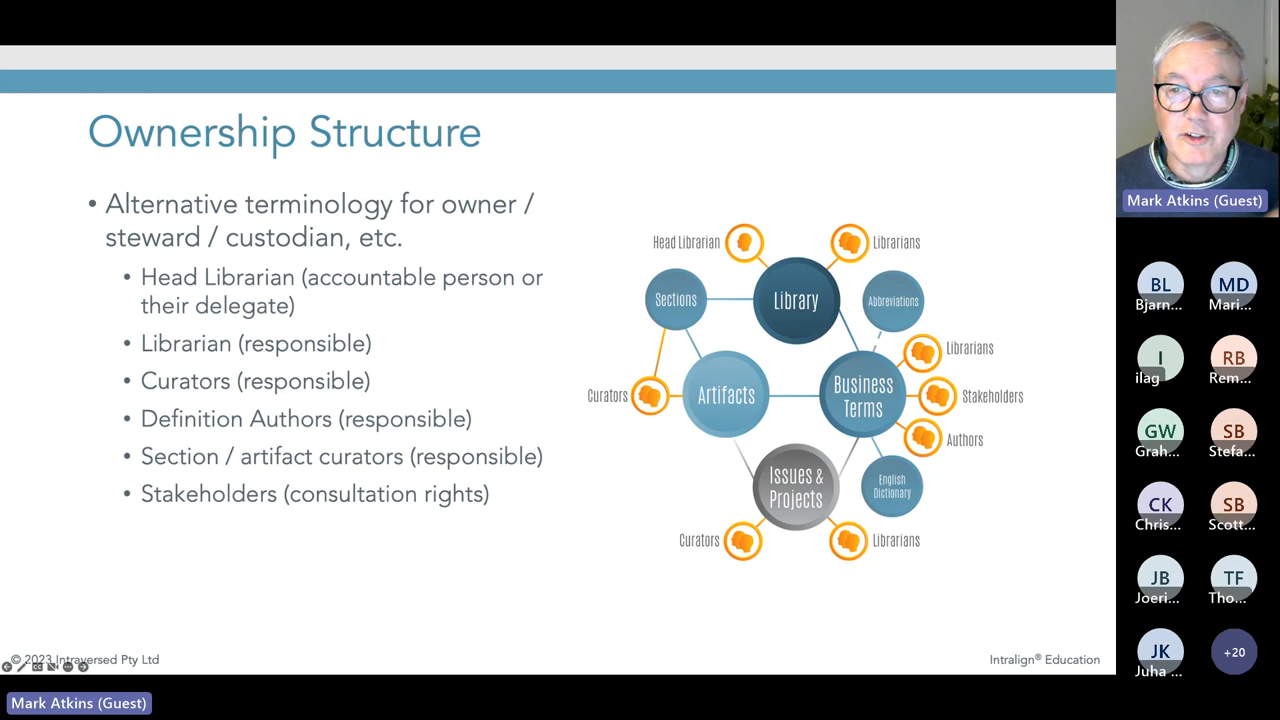 Ownership Structure
• Alternative terminology for owner /
steward / custodian, etc.
• Head Librarian (accountable person or
their delegate)
• Librarian (responsible)
• Curators (responsible)
• Definition Authors (responsible)
• Section / artifact curators (responsible)
• Stakeholders (consultation rights)
Head Librarian
Librarians
Sections
Library
Abbreviations
Librarians
Curators
Artifacts
Business
Terms
Stakeholders
Authors
Issues &
Projects
English
Dictionary
Curators
Librarians
© 2023 Intraversed Pty Ltd
Intralign® Education
Mark Atkins (Guest)
Mark Atkins (Guest)
BL
Bjarn...
MD
Mari...
I
ilag
RB
Rem...
GW
Grah...
SB
Stefa...
CK
Chris...
SB
Scott...
JB
Joeri...
TF
Tho...
JK
Juha ...
+20